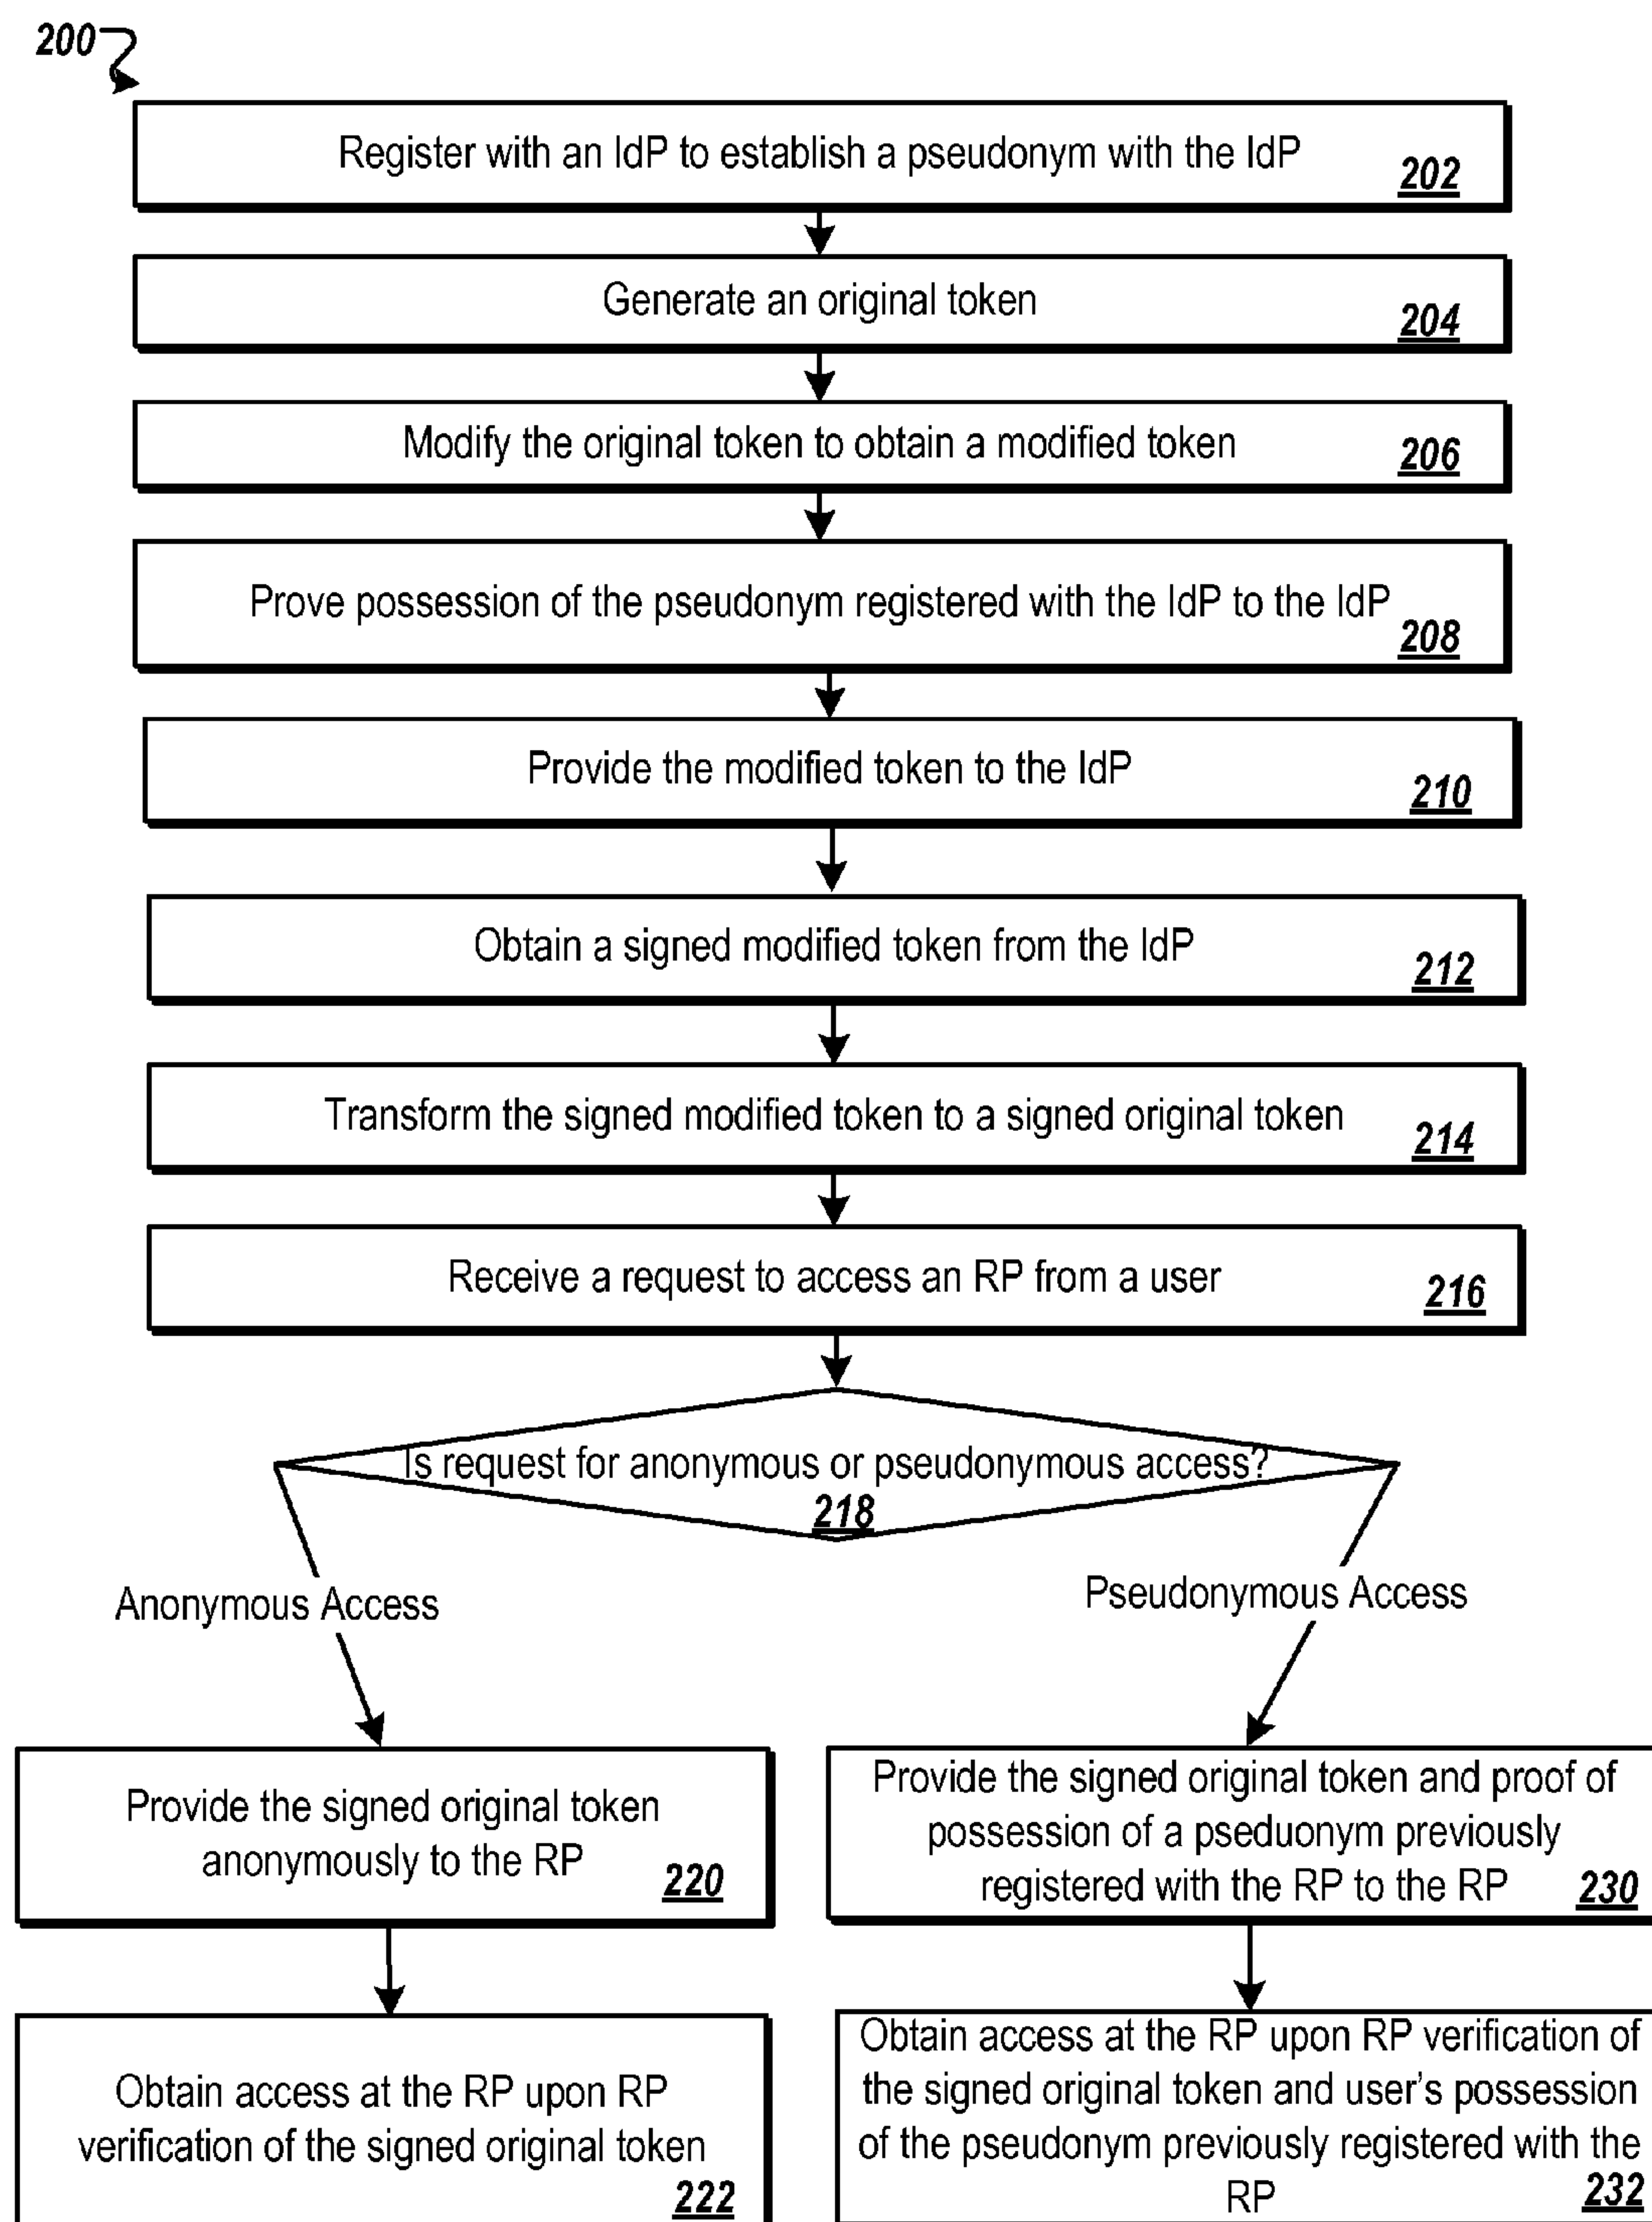 200
Register with an IdP to establish a pseudonym with the IdP
202
Generate an original token
204
Modify the original token to obtain a modified token
206
Prove possession of the pseudonym registered with the IdP to the IdP
208
Provide the modified token to the IdP
210
Obtain a signed modified token from the IdP
212
Transform the signed modified token to a signed original token
214
Receive a request to access an RP from a user
216
Is request for anonymous or pseudonymous access?
218
Anonymous Access
Pseudonymous Access
Provide the signed original token
anonymously to the RP
220
Provide the signed original token and proof of
possession of a pseduonym previously
registered with the RP to the RP
230
Obtain access at the RP upon RP
verification of the signed original token
222
Obtain access at the RP upon RP verification of
the signed original token and user's possession
of the pseudonym previously registered with the
RP
232